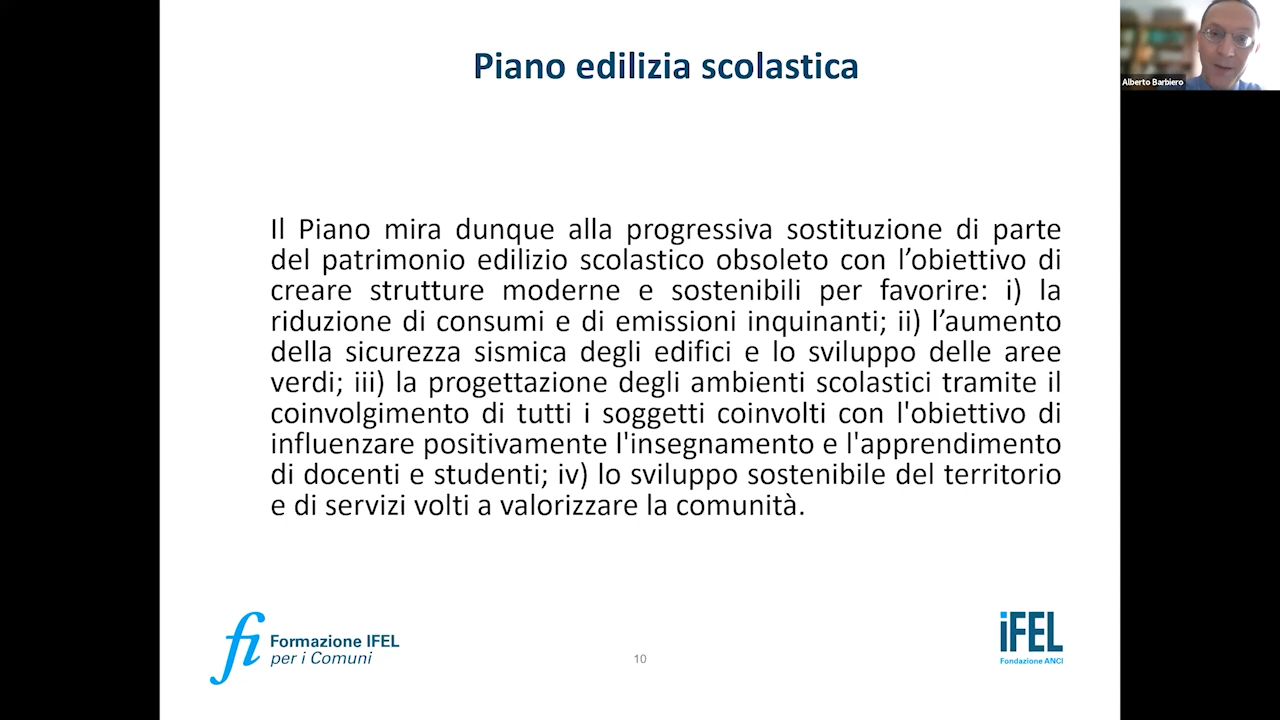 Piano edilizia scolastica
Alberto Barbiero
Il Piano mira dunque alla progressiva sostituzione di parte
del patrimonio edilizio scolastico obsoleto con l’obiettivo di
creare strutture moderne e sostenibili per favorire: i) la
riduzione di consumi e di emissioni inquinanti; ii) l’aumento
della sicurezza sismica degli edifici e lo sviluppo delle aree
verdi; iii) la progettazione degli ambienti scolastici tramite il
coinvolgimento di tutti i soggetti coinvolti con l'obiettivo di
influenzare positivamente l'insegnamento e l'apprendimento
di docenti e studenti; iv) lo sviluppo sostenibile del territorio
e di servizi volti a valorizzare la comunità.
fi Formazione IFEL
per i Comuni
10
iFEL
Fondazione ANCI